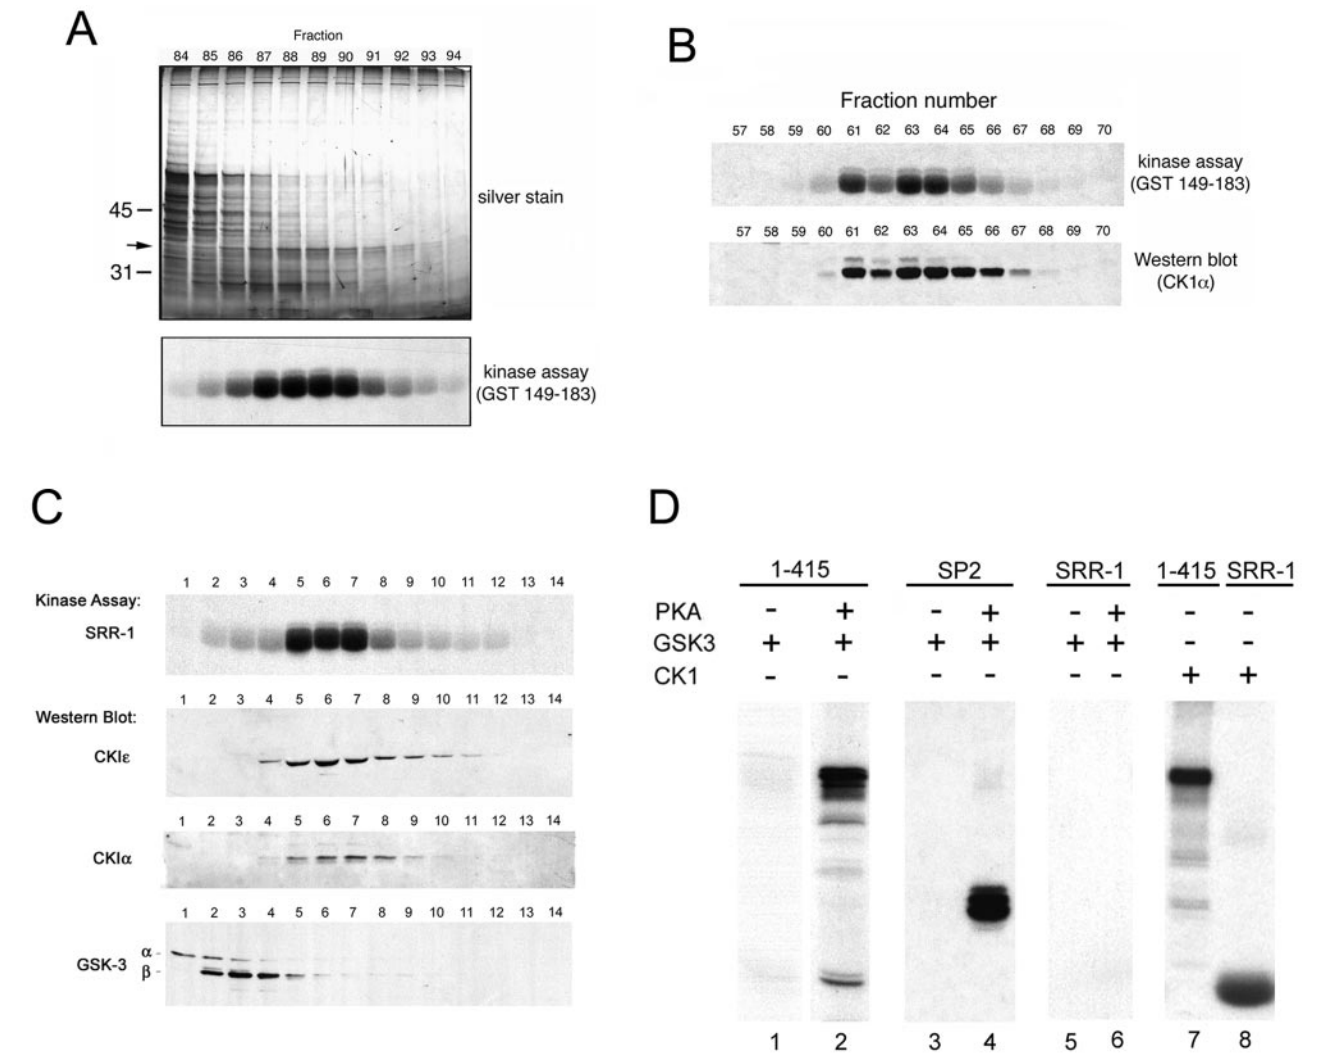 A
Fraction
84 85 86 87 88 89 90 91 92 93 94
45
31
silver stain
kinase assay
(GST 149-183)
B
Fraction number
57 58 59 60 61 62 63 64 65 66 67 68 69 70
kinase assay
(GST 149-183)
57 58 59 60 61 62 63 64 65 66 67 68 69 70
Western blot
(CK1α)
C
1 2 3 4 5 6 7 8 9 10 11 12 13 14
Kinase Assay:
SRR-1
1 2 3 4 5 6 7 8 9 10 11 12 13 14
Western Blot:
CKIε
1 2 3 4 5 6 7 8 9 10 11 12 13 14
CKIα
1 2 3 4 5 6 7 8 9 10 11 12 13 14
α -
GSK-3
β -
D
1-415 SP2 SRR-1 1-415 SRR-1
PKA - + - + - + - -
GSK3 + + + + + + - -
CK1 - - - - - - + +
1 2 3 4 5 6 7 8